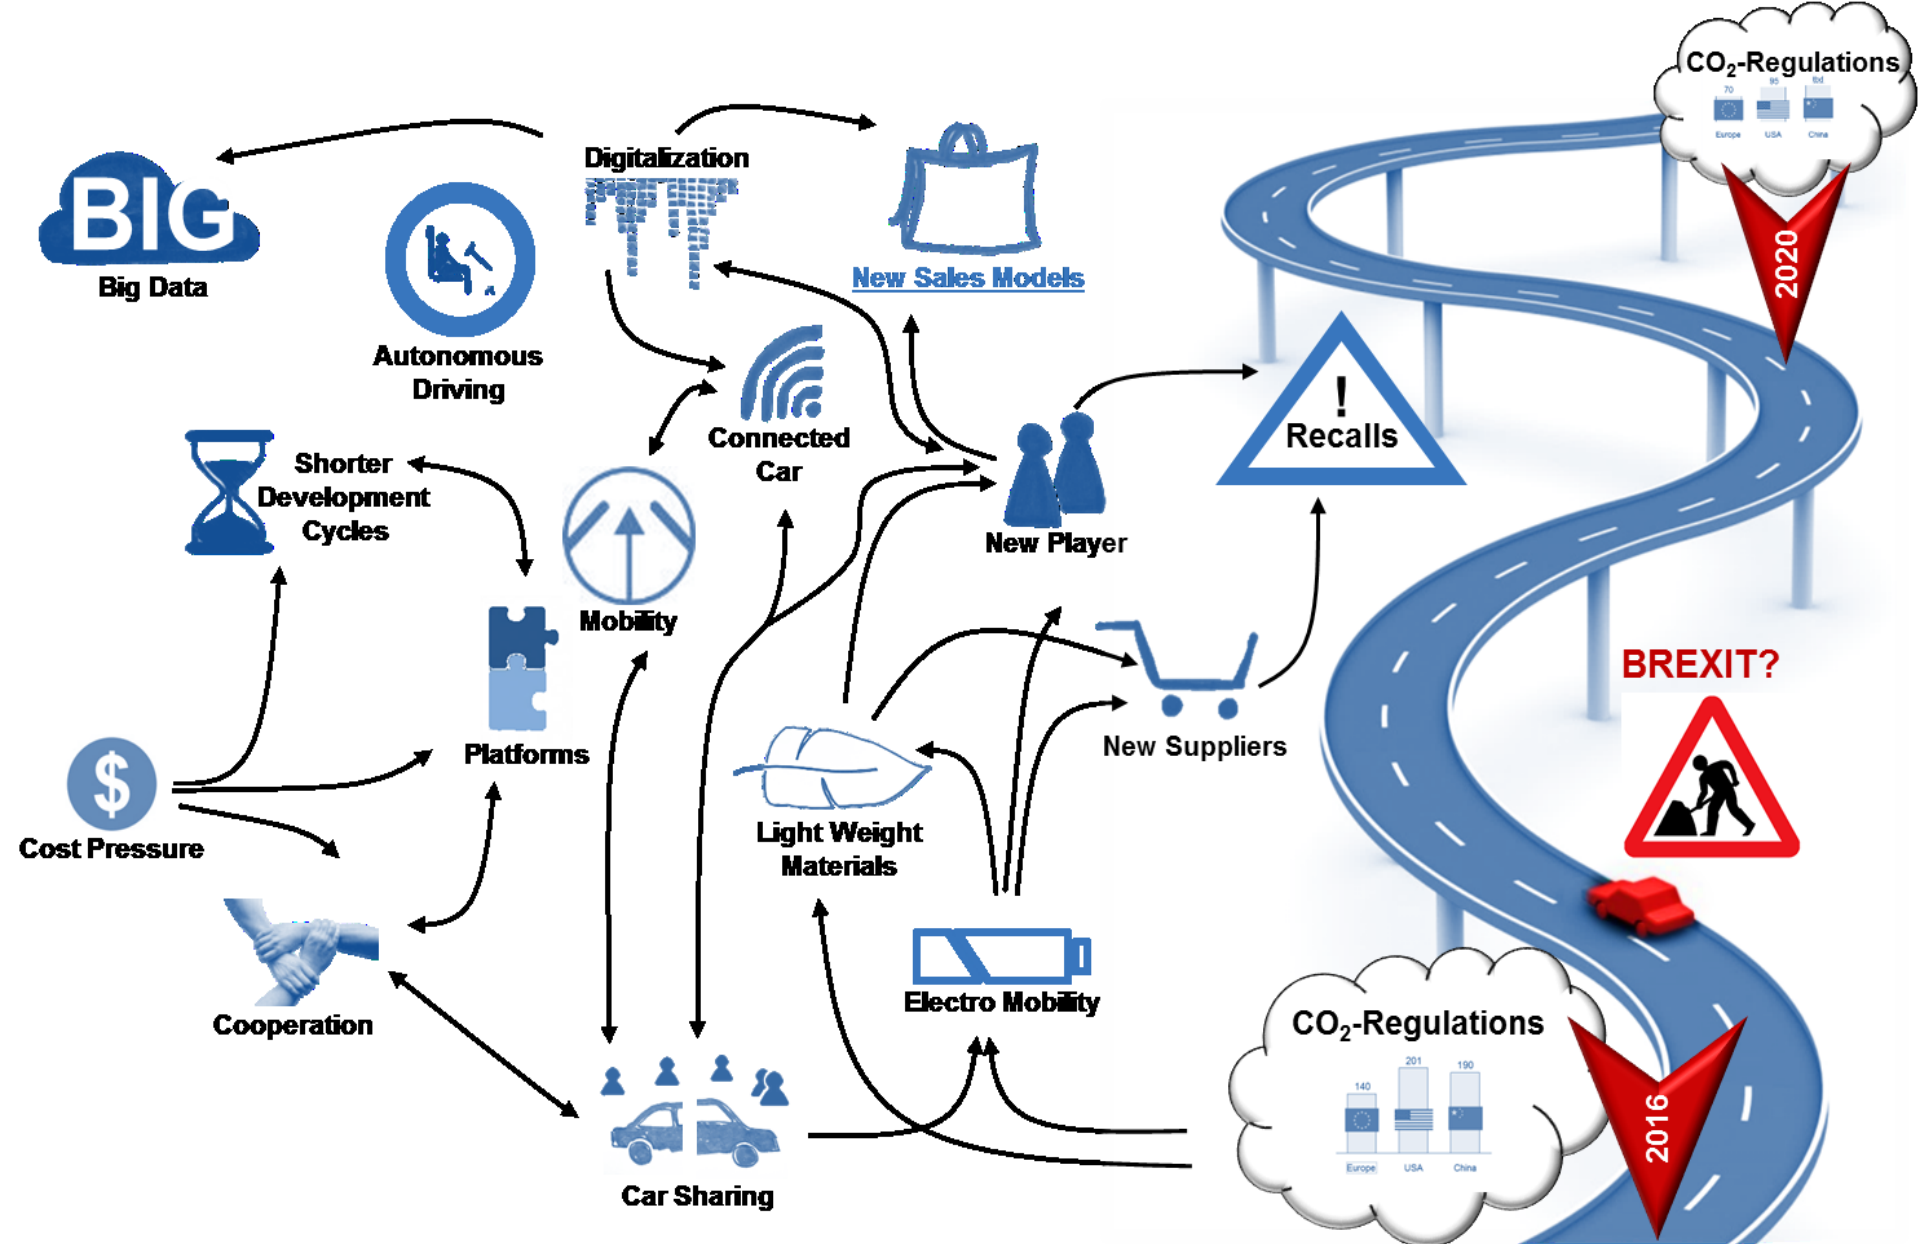 CO₂-Regulations
70
95
tbd
Europe
USA
China
2020
Digitalization
BIG
Big Data
New Sales Models
Autonomous
Driving
!
Recalls
Connected
Car
Shorter
Development
Cycles
New Player
Mobility
BREXIT?
Platforms
New Suppliers
$
Cost Pressure
Light Weight
Materials
Electro Mobility
Cooperation
CO₂-Regulations
140
201
190
Europe
USA
China
2016
Car Sharing